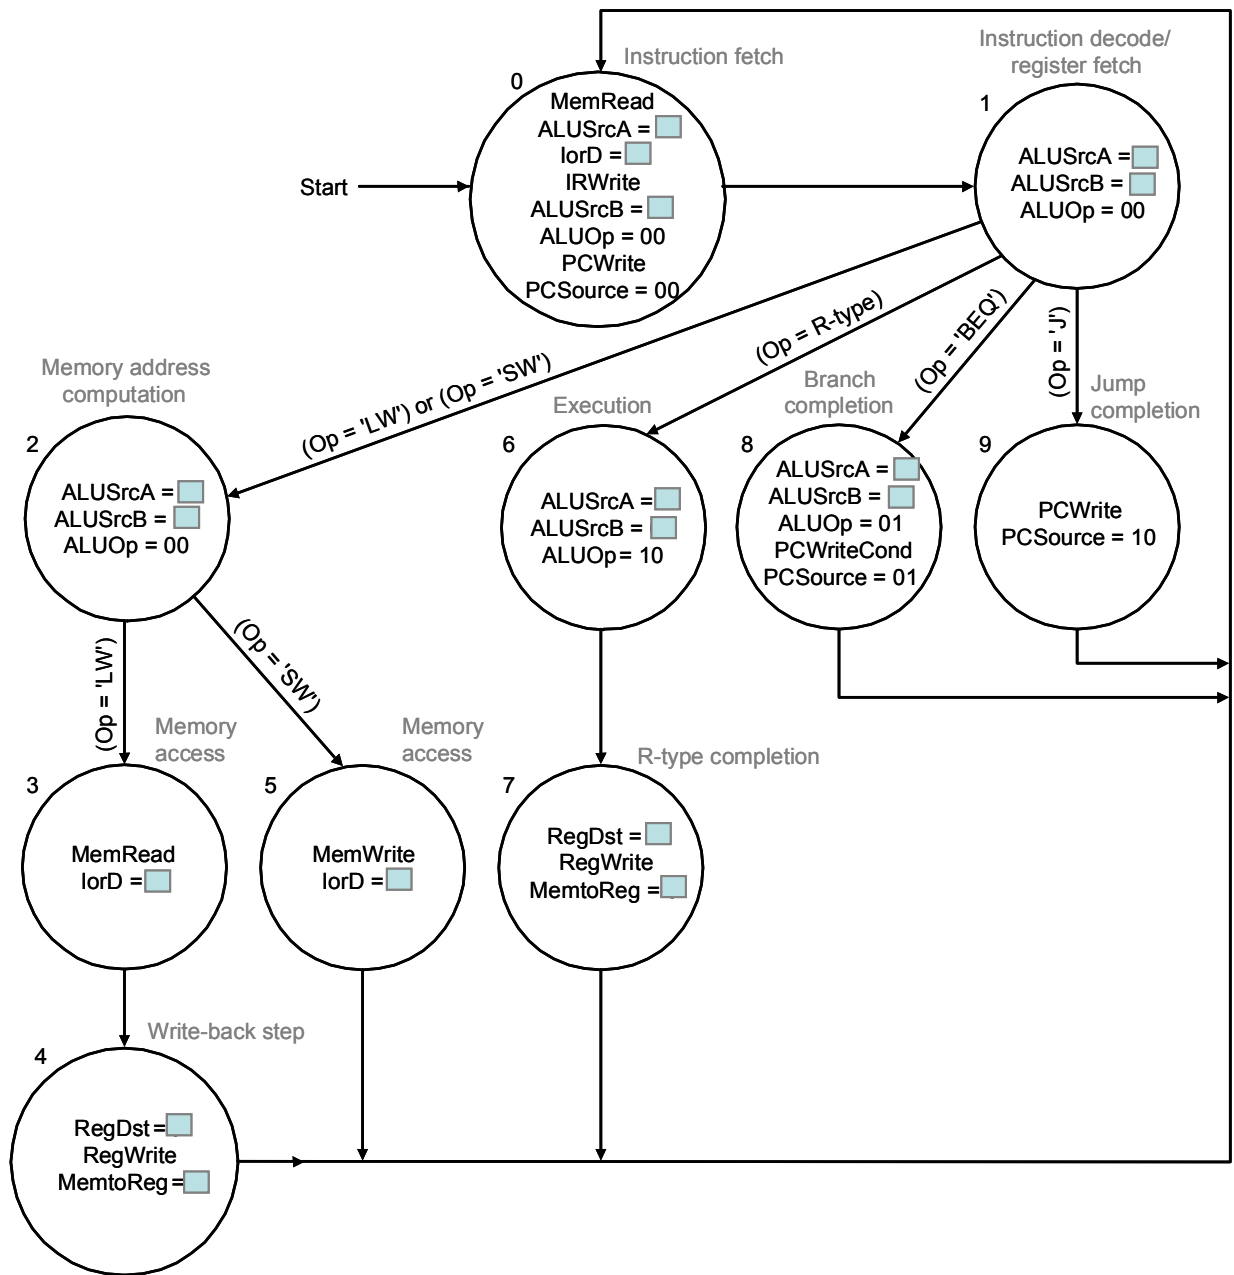 Instruction fetch
Instruction decode/
register fetch
0
MemRead
ALUSrcA =
IorD =
IRWrite
ALUSrcB =
ALUOp = 00
PCWrite
PCSource = 00
1
ALUSrcA =
ALUSrcB =
ALUOp = 00
Start
(Op = 'LW') or (Op = 'SW')
(Op = R-type)
(Op = 'BEQ')
(Op = 'J')
Memory address
computation
2
ALUSrcA =
ALUSrcB =
ALUOp = 00
Execution
6
ALUSrcA =
ALUSrcB =
ALUOp = 10
Branch
completion
8
ALUSrcA =
ALUSrcB =
ALUOp = 01
PCWriteCond
PCSource = 01
Jump
completion
9
PCWrite
PCSource = 10
(Op = 'LW')
(Op = 'SW')
Memory
access
3
MemRead
IorD =
Memory
access
5
MemWrite
IorD =
R-type completion
7
RegDst =
RegWrite
MemtoReg =
Write-back step
4
RegDst =
RegWrite
MemtoReg =